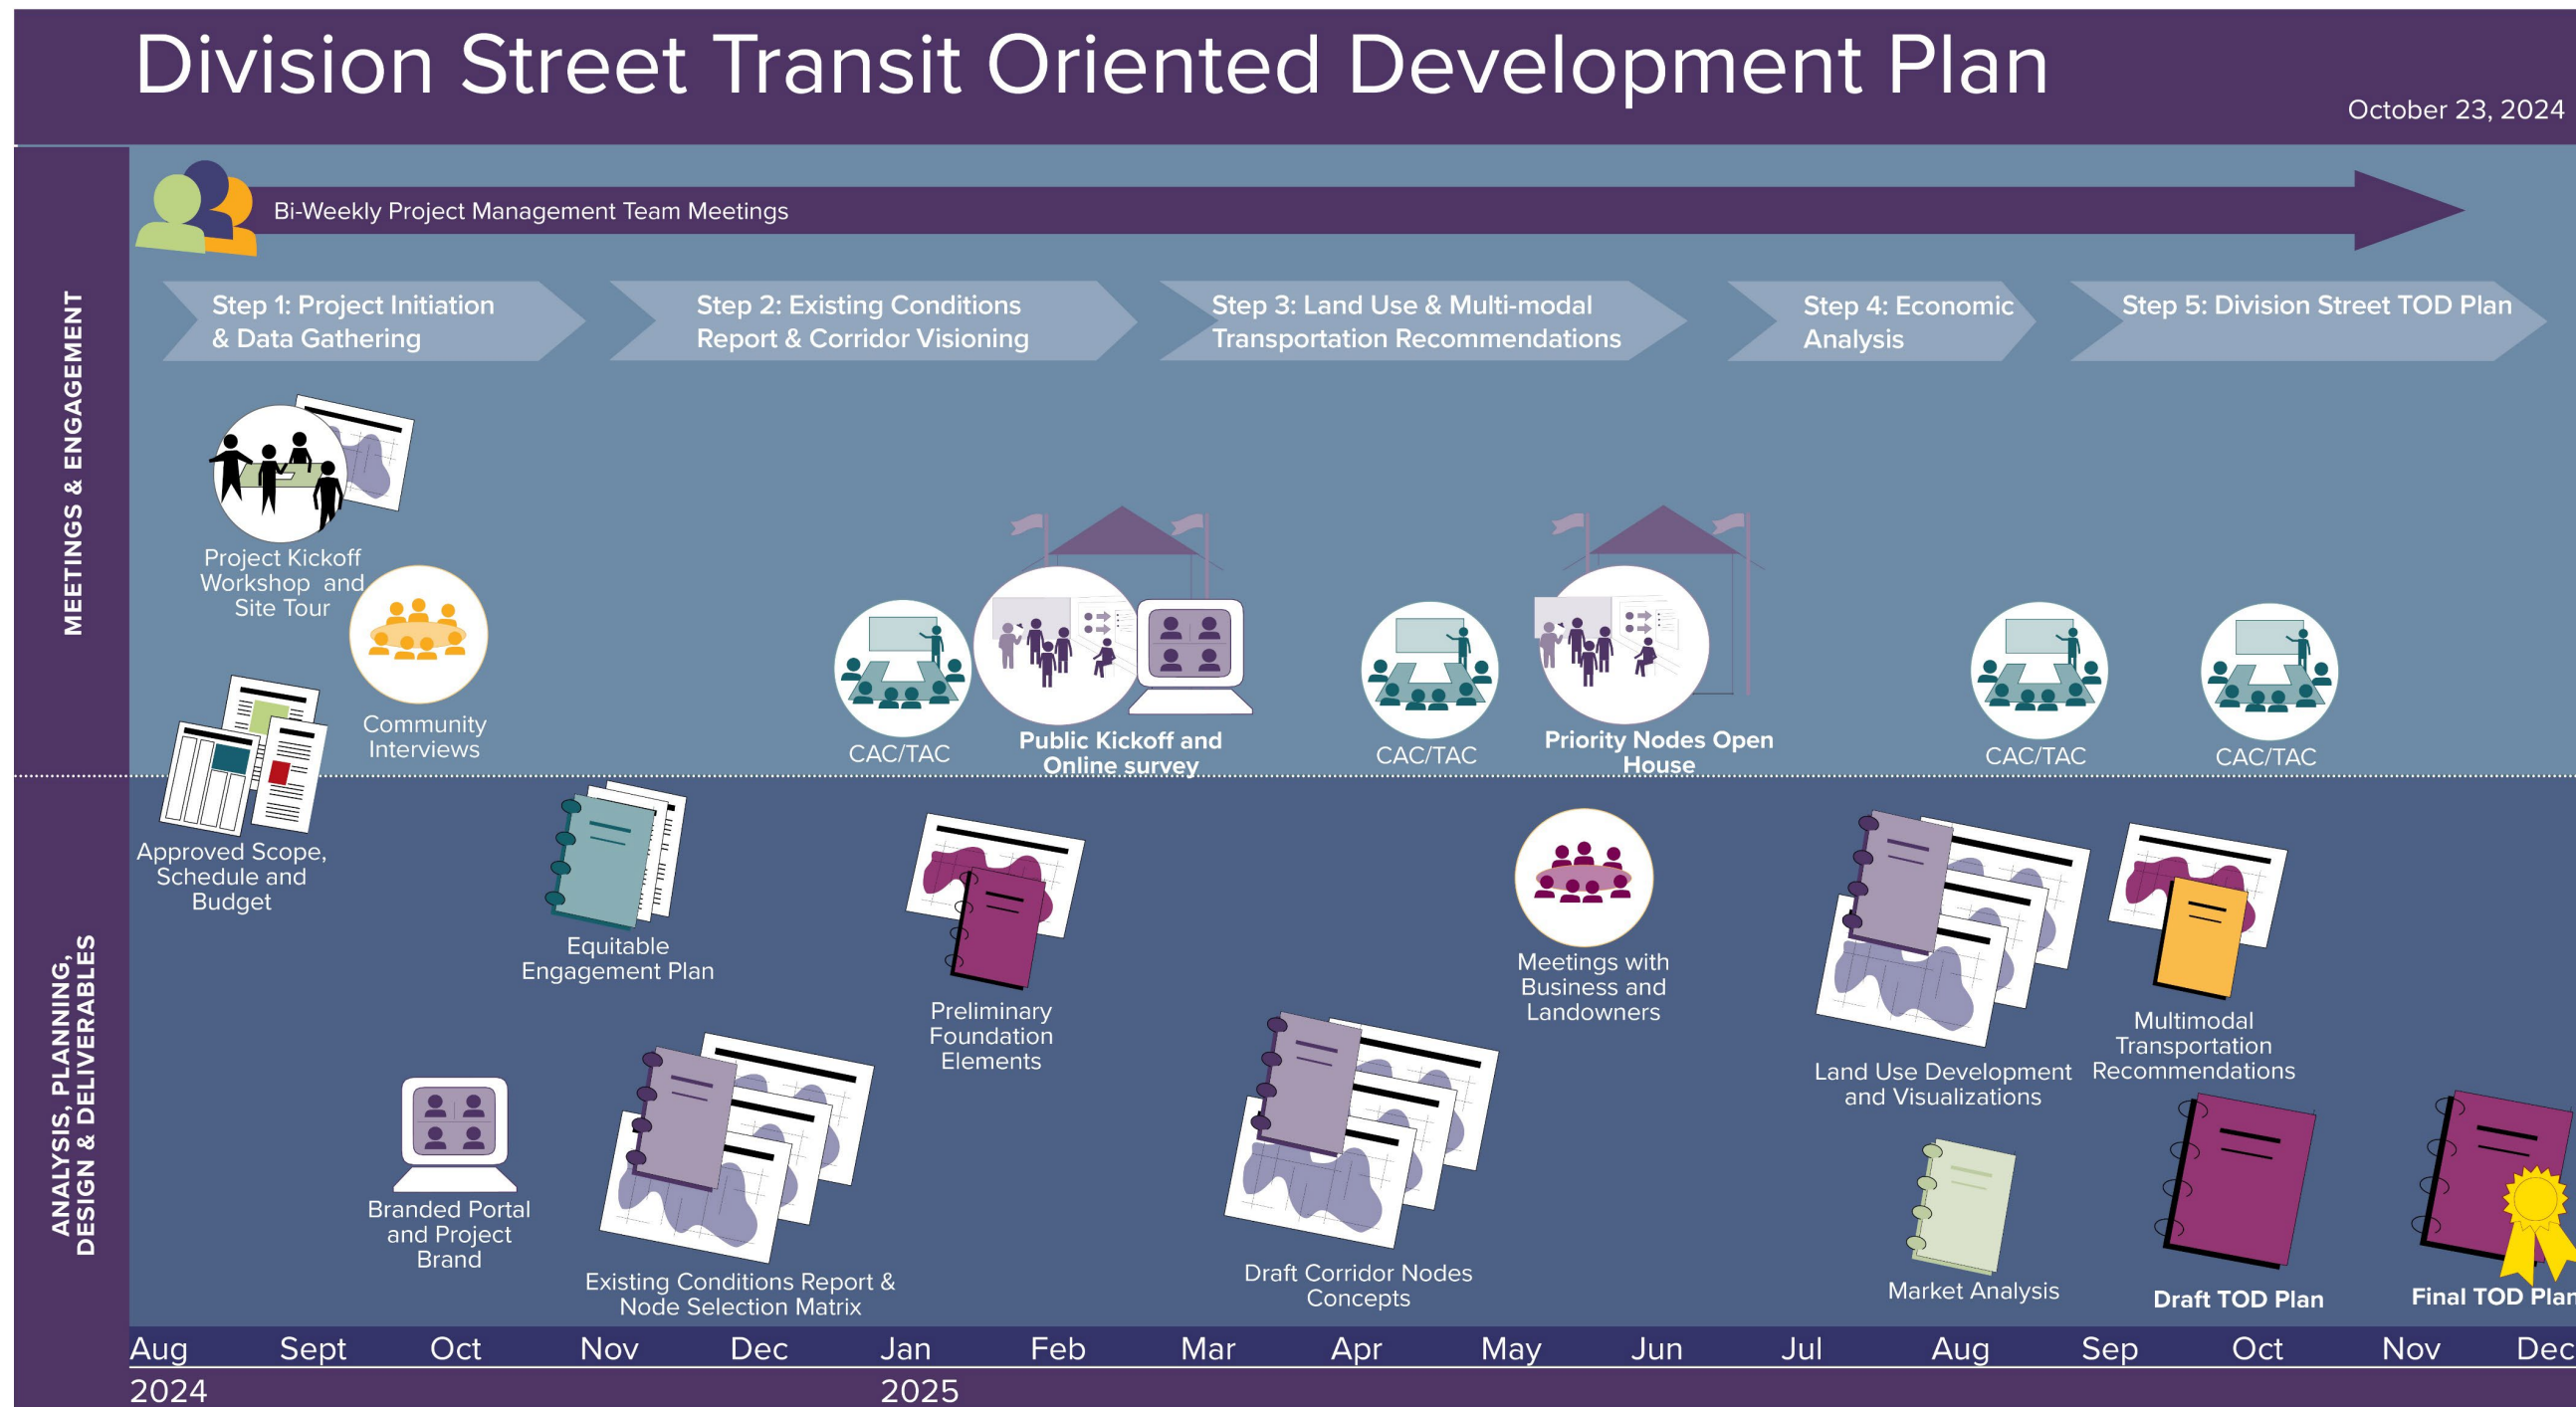 Division Street Transit Oriented Development Plan
October 23, 2024
MEETINGS & ENGAGEMENT
Bi-Weekly Project Management Team Meetings
Step 1: Project Initiation
& Data Gathering
Step 2: Existing Conditions
Report & Corridor Visioning
Step 3: Land Use & Multi-modal
Transportation Recommendations
Step 4: Economic
Analysis
Step 5: Division Street TOD Plan
Project Kickoff
Workshop and
Site Tour
Community
Interviews
CAC/TAC
Public Kickoff and
Online survey
CAC/TAC
Priority Nodes Open
House
CAC/TAC
CAC/TAC
ANALYSIS, PLANNING,
DESIGN & DELIVERABLES
Approved Scope,
Schedule and
Budget
Equitable
Engagement Plan
Preliminary
Foundation
Elements
Meetings with
Business and
Landowners
Land Use Development
and Visualizations
Multimodal
Transportation
Recommendations
Branded Portal
and Project
Brand
Existing Conditions Report &
Node Selection Matrix
Draft Corridor Nodes
Concepts
Market Analysis
Draft TOD Plan
Final TOD Plan
Aug Sept Oct Nov Dec Jan Feb Mar Apr May Jun Jul Aug Sep Oct Nov Dec
2024 2025